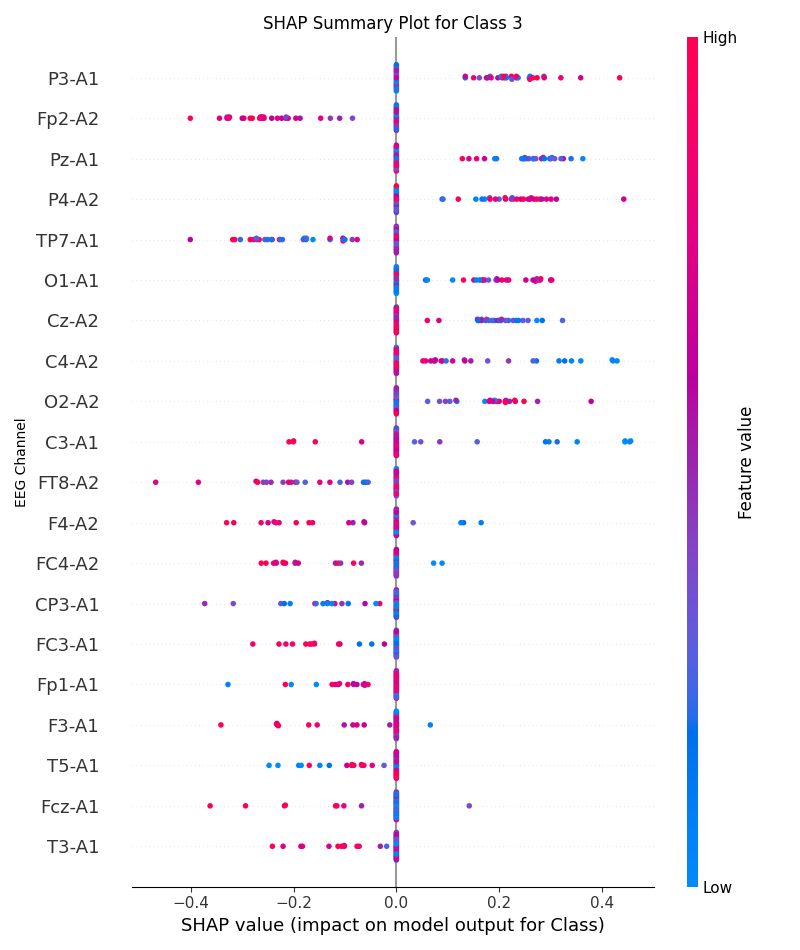 SHAP Summary Plot for Class 3
High
P3-A1
Fp2-A2
Pz-A1
P4-A2
TP7-A1
O1-A1
Cz-A2
C4-A2
O2-A2
C3-A1
FT8-A2
F4-A2
FC4-A2
CP3-A1
FC3-A1
Fp1-A1
F3-A1
T5-A1
Fcz-A1
T3-A1
EEG Channel
Feature value
Low
−0.4 −0.2 0.0 0.2 0.4
SHAP value (impact on model output for Class)